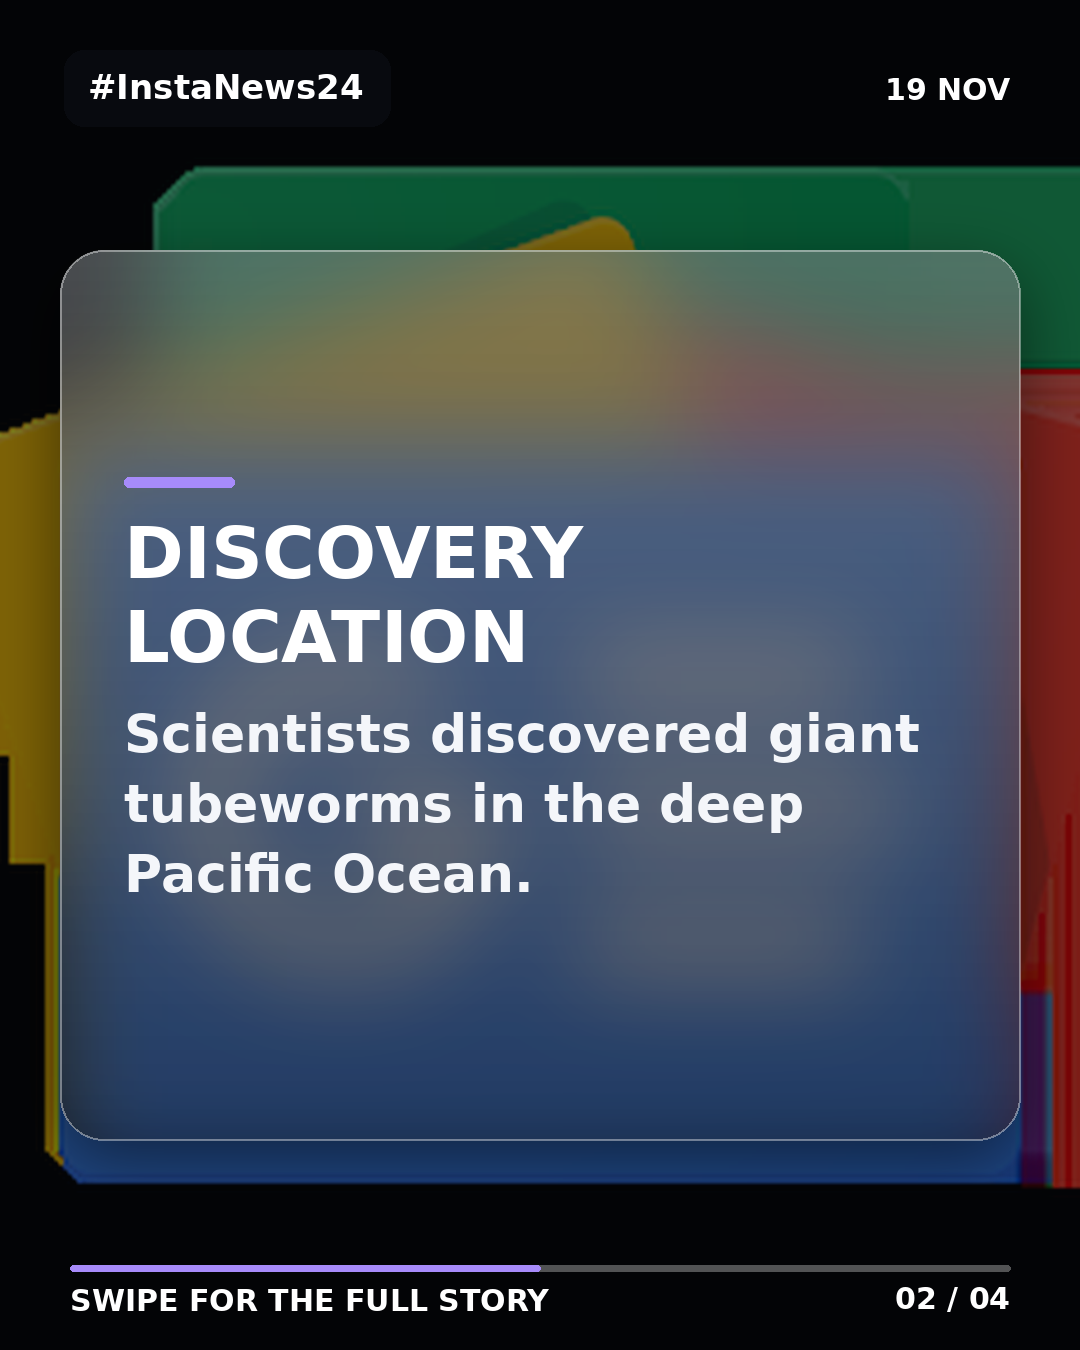 #InstaNews24
19 NOV
DISCOVERY
LOCATION
Scientists discovered giant
tubeworms in the deep
Pacific Ocean.
SWIPE FOR THE FULL STORY
02 / 04